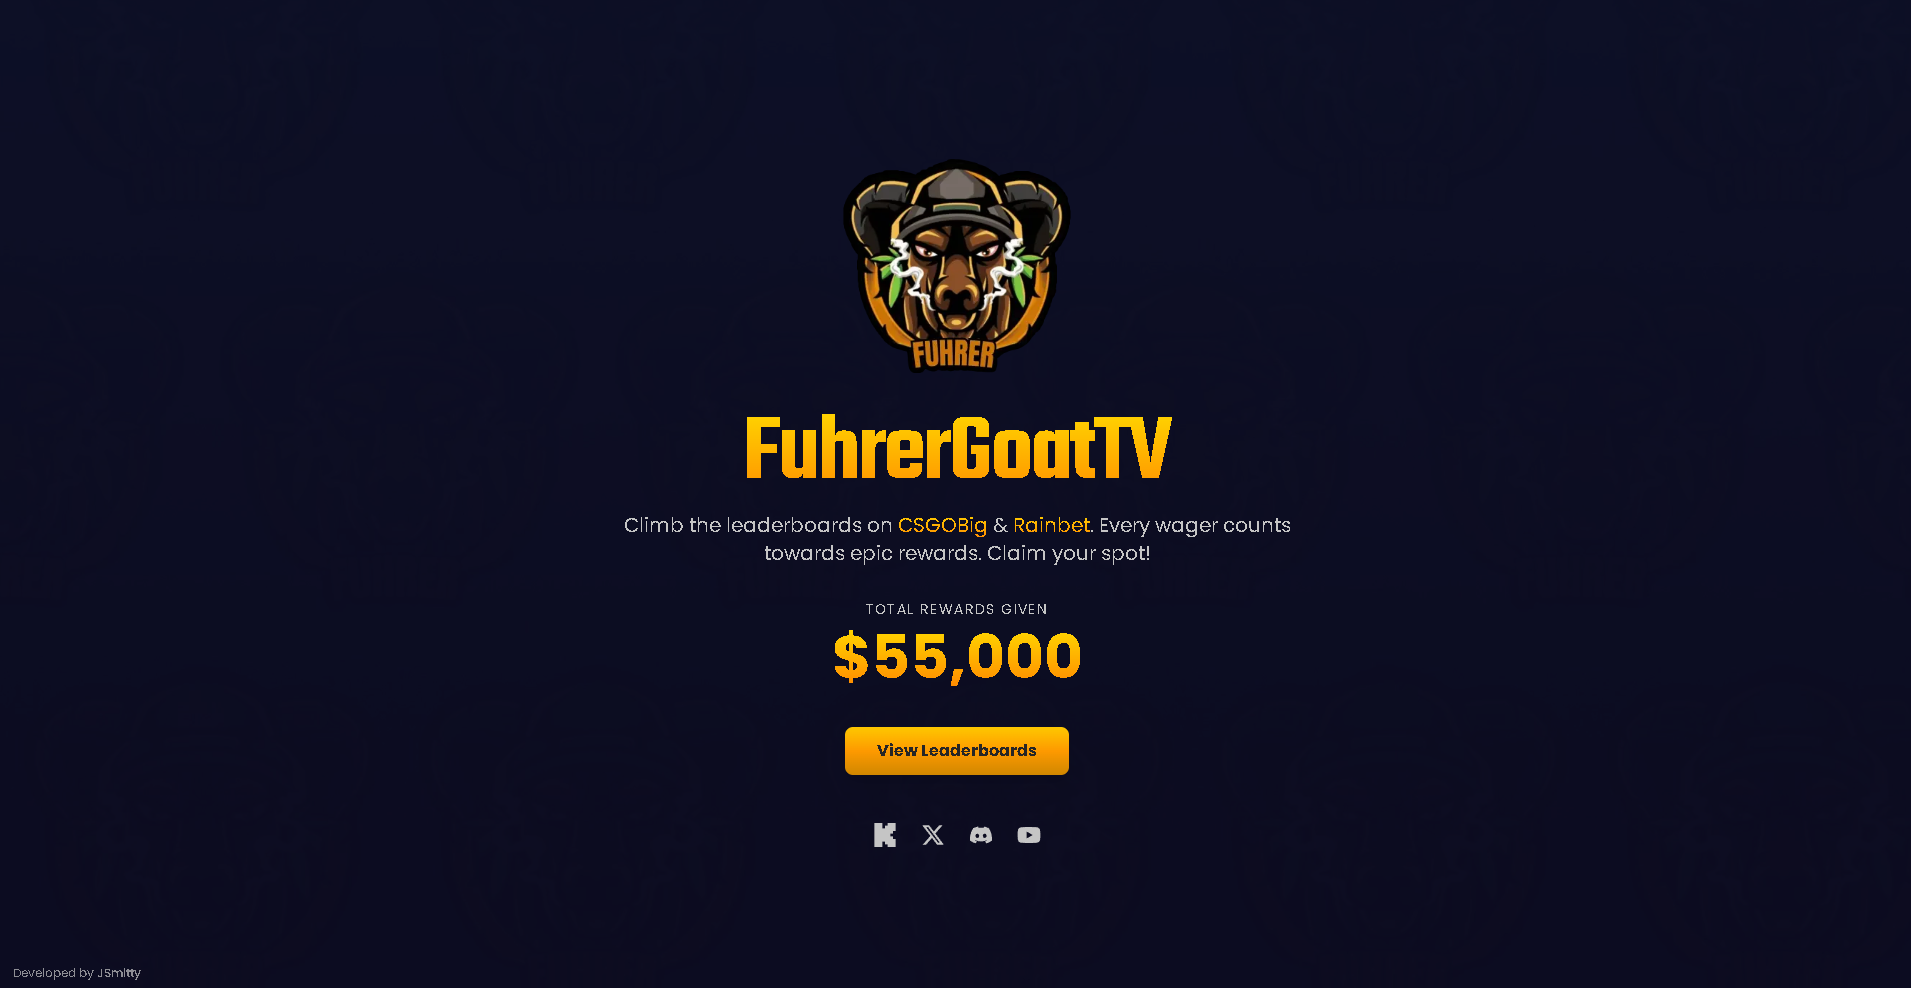 FUHRER
FuhrerGoatTV
Climb the leaderboards on CSGOBig & Rainbet. Every wager counts
towards epic rewards. Claim your spot!
TOTAL REWARDS GIVEN
$55,000
View Leaderboards
Developed by JSmitty